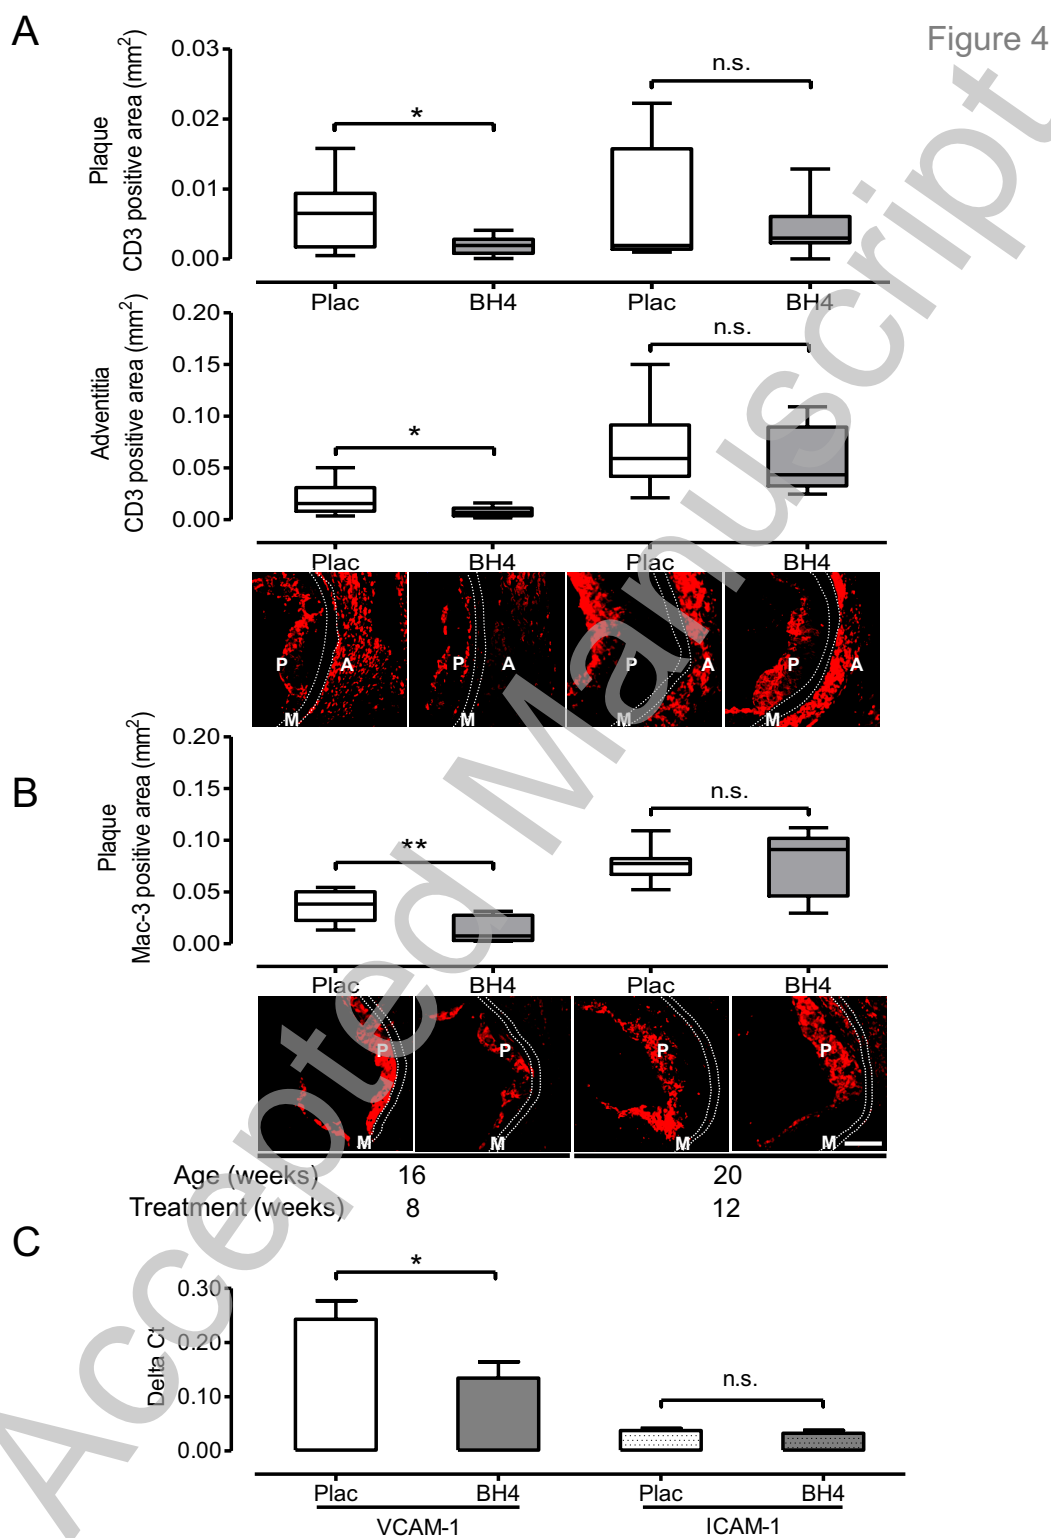 Figure 4
A
Plaque
CD3 positive area (mm²)
0.03
0.02
0.01
0.00
*
n.s.
Plac BH4 Plac BH4
Adventitia
CD3 positive area (mm²)
0.20
0.15
0.10
0.05
0.00
*
n.s.
Plac BH4 Plac BH4
P A M
P A M
P A M
P A M
B
Plaque
Mac-3 positive area (mm²)
0.20
0.15
0.10
0.05
0.00
**
n.s.
Plac BH4 Plac BH4
P M
P M
P M
P M
Age (weeks) 16 20
Treatment (weeks) 8 12
C
Delta Ct
0.30
0.20
0.10
0.00
*
n.s.
Plac BH4 Plac BH4
VCAM-1 ICAM-1
Accepted Manuscript